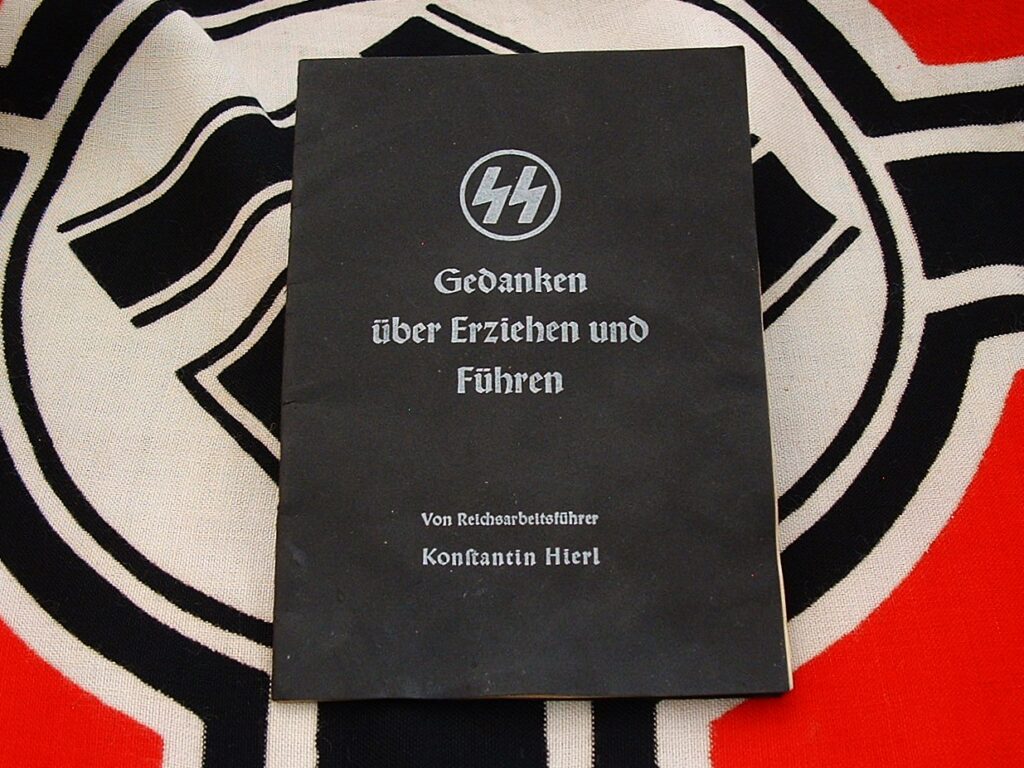 Gedanken
über Erziehen und
Führen
Von Reichsarbeitsführer
Konstantin Hierl